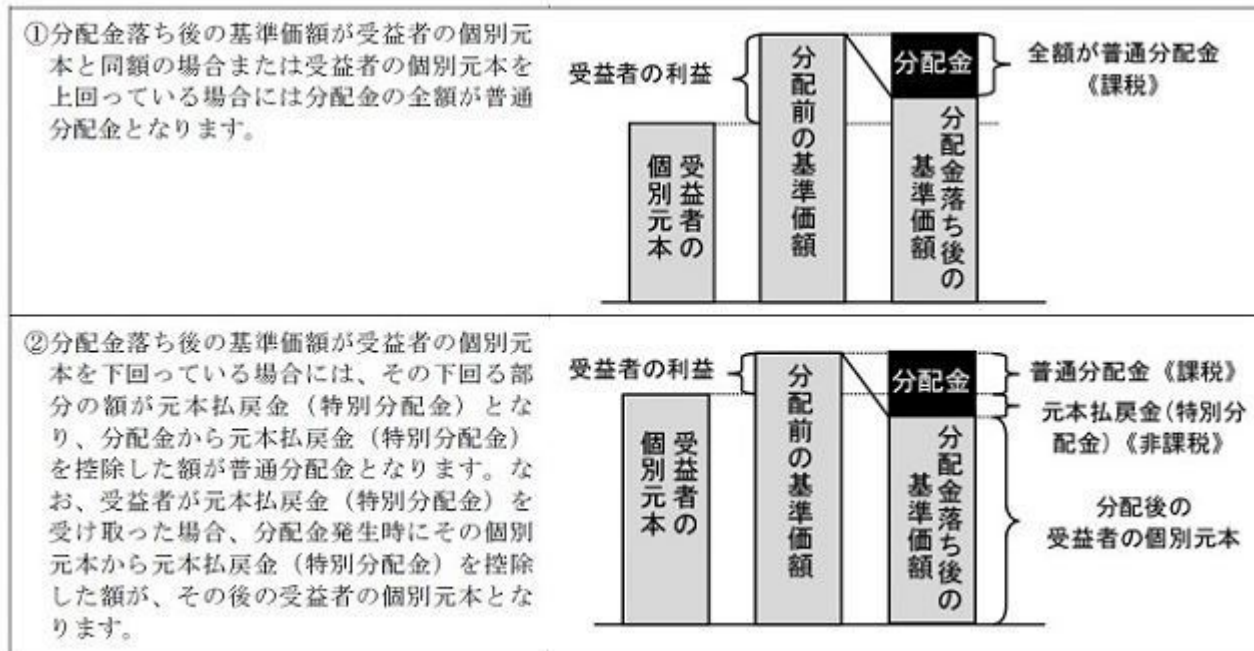 ①分配金落ち後の基準価額が受益者の個別元
本と同額の場合または受益者の個別元本を
上回っている場合には分配金の全額が普通
分配金となります。
受益者の利益
受益者の
個別元本
分配前の基準価額
分配金
分配金落ち後の
基準価額
全額が普通分配金
《課税》
②分配金落ち後の基準価額が受益者の個別元
本を下回っている場合には、その下回る部
分の額が元本払戻金（特別分配金）とな
り、分配金から元本払戻金（特別分配金）
を控除した額が普通分配金となります。な
お、受益者が元本払戻金（特別分配金）を
受け取った場合、分配金発生時にその個別
元本から元本払戻金（特別分配金）を控除
した額が、その後の受益者の個別元本とな
ります。
受益者の利益
受益者の
個別元本
分配前の基準価額
分配金
分配金落ち後の
基準価額
普通分配金《課税》
元本払戻金(特別分
配金)《非課税》
分配後の
受益者の個別元本